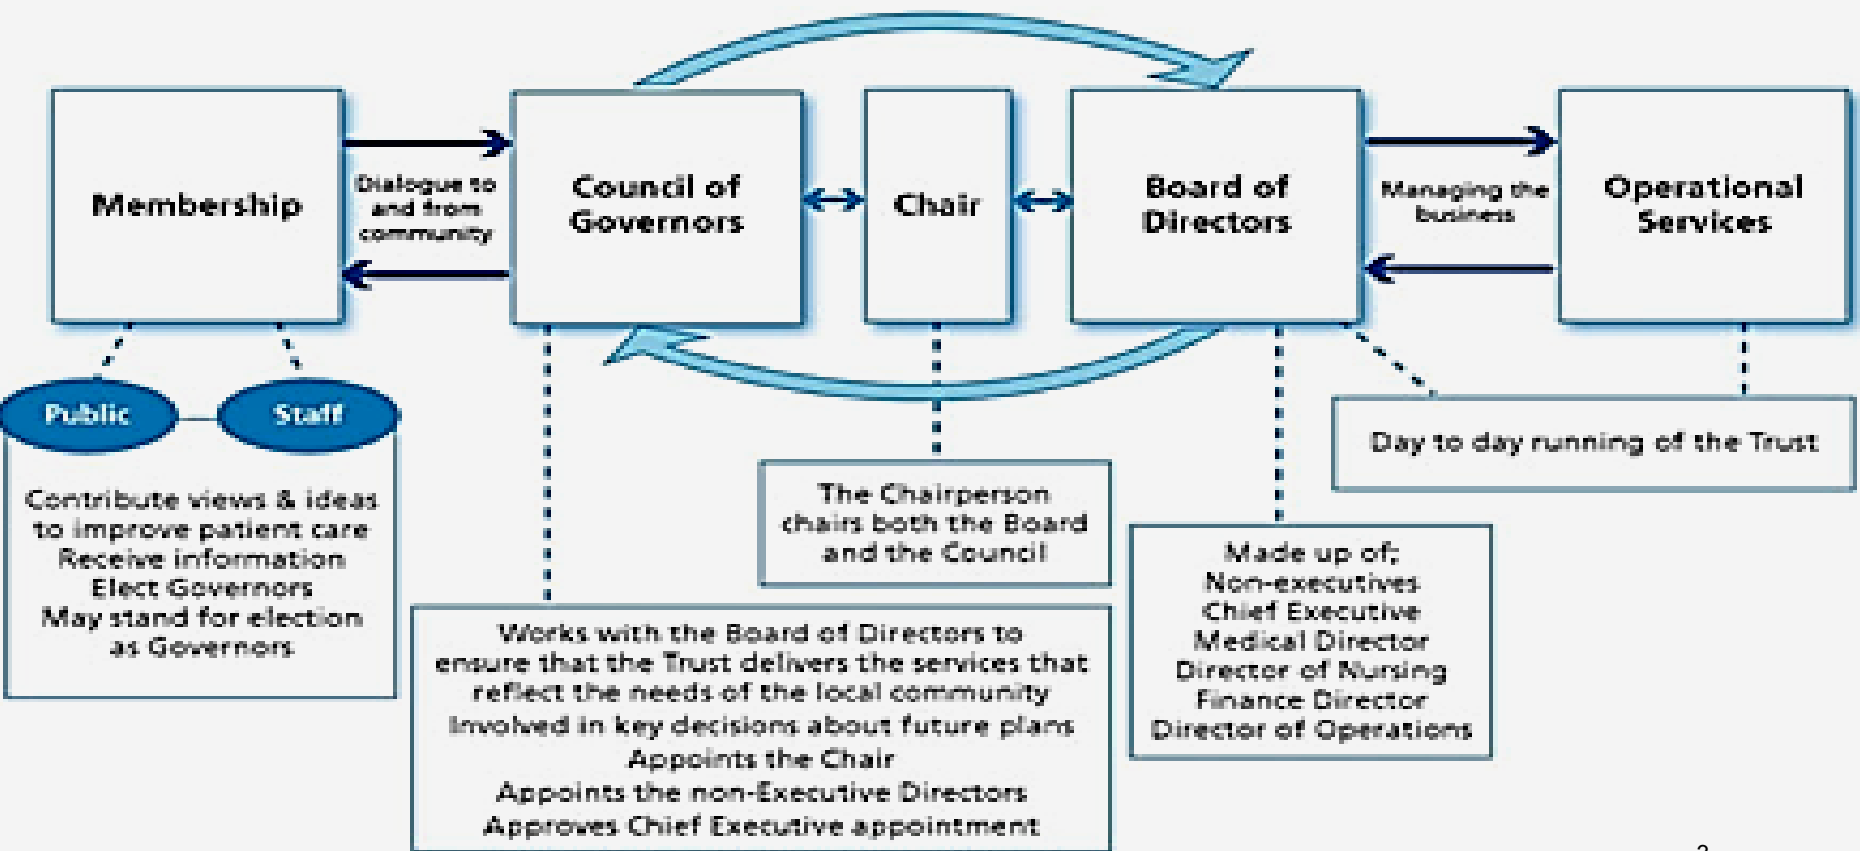 Membership
Dialogue to
and from
community
Council of
Governors
Chair
Board of
Directors
Managing the
business
Operational
Services
Public
Staff
Contribute views & ideas
to improve patient care
Receive information
Elect Governors
May stand for election
as Governors
Works with the Board of Directors to
ensure that the Trust delivers the services that
reflect the needs of the local community
Involved in key decisions about future plans
Appoints the Chair
Appoints the non-Executive Directors
Approves Chief Executive appointment
The Chairperson
chairs both the Board
and the Council
Made up of;
Non-executives
Chief Executive
Medical Director
Director of Nursing
Finance Director
Director of Operations
Day to day running of the Trust